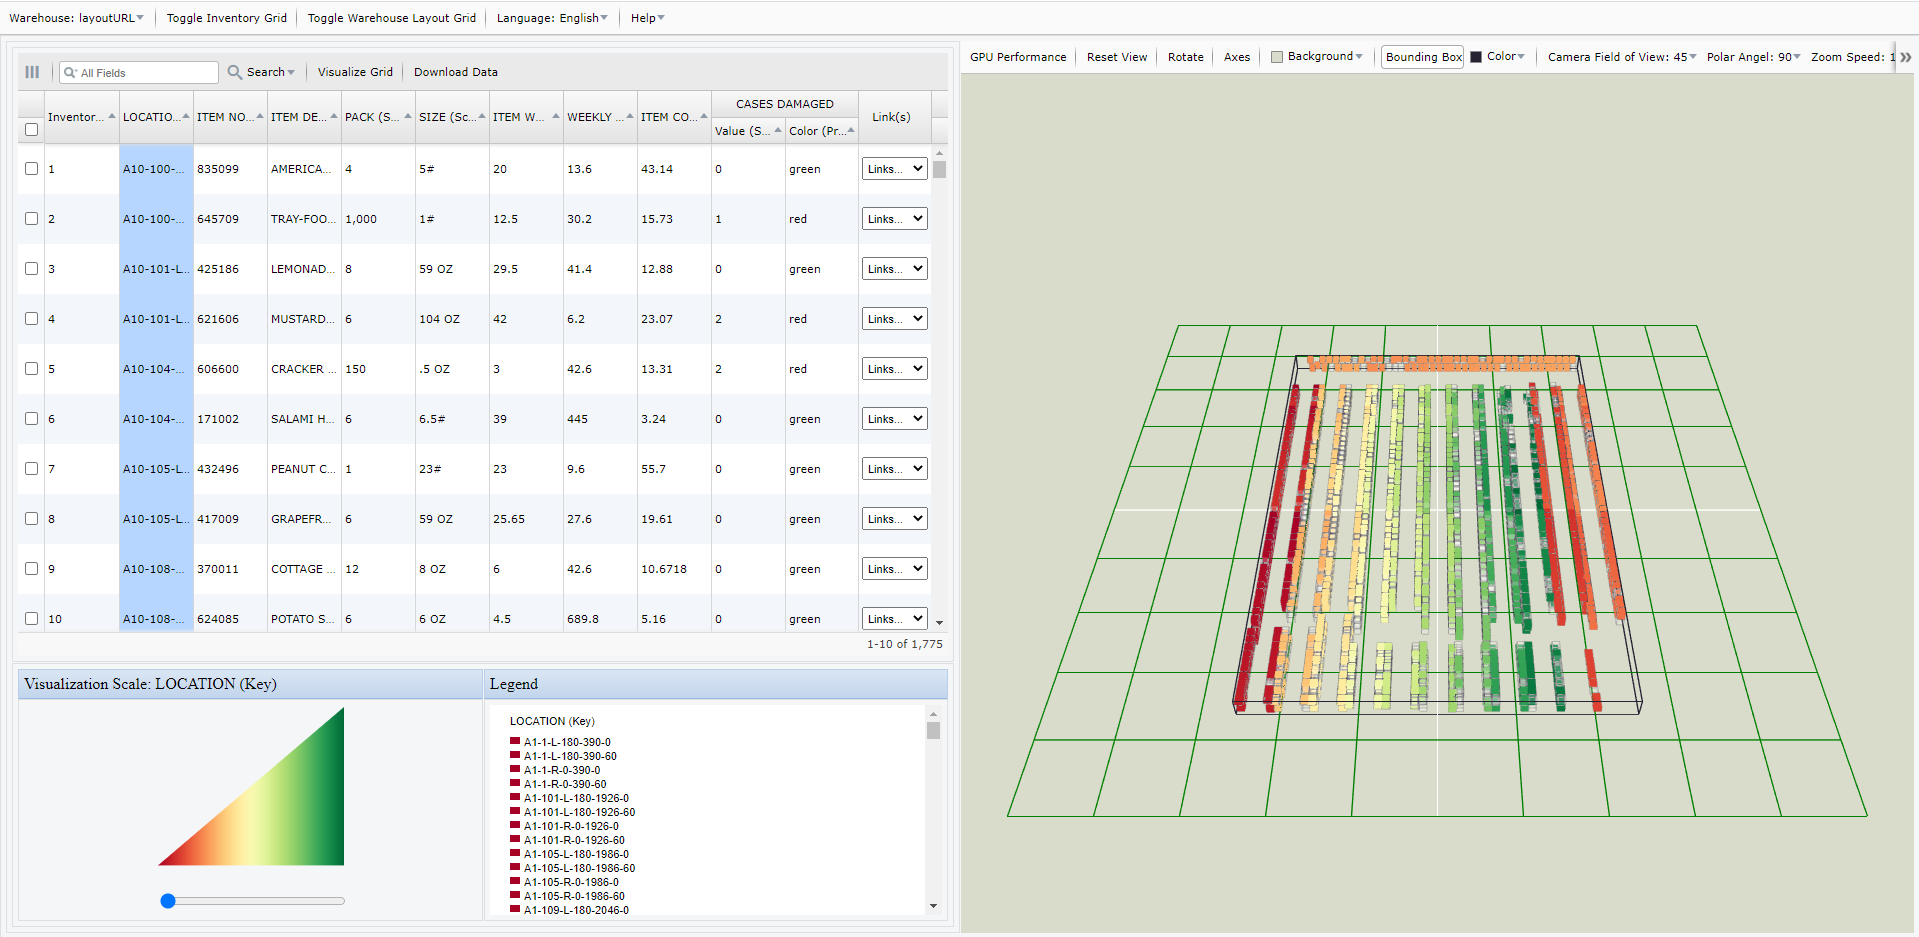 Warehouse: layoutURL Toggle Inventory Grid Toggle Warehouse Layout Grid Language: English Help
All Fields Search Visualize Grid Download Data
Inventor... LOCATIO... ITEM NO... ITEM DE... PACK (S... SIZE (Sc... ITEM W... WEEKLY ... ITEM CO... CASES DAMAGED Link(s)
Value (S... Color (Pr...
1 A10-100-... 835099 AMERICA... 4 5# 20 13.6 43.14 0 green Links...
2 A10-100-... 645709 TRAY-FOO... 1,000 1# 12.5 30.2 15.73 1 red Links...
3 A10-101-L... 425186 LEMONAD... 8 59 OZ 29.5 41.4 12.88 0 green Links...
4 A10-101-L... 621606 MUSTARD... 6 104 OZ 42 6.2 23.07 2 red Links...
5 A10-104-... 606600 CRACKER ... 150 .5 OZ 3 42.6 13.31 2 red Links...
6 A10-104-... 171002 SALAMI H... 6 6.5# 39 445 3.24 0 green Links...
7 A10-105-L... 432496 PEANUT C... 1 23# 23 9.6 55.7 0 green Links...
8 A10-105-L... 417009 GRAPEFR... 6 59 OZ 25.65 27.6 19.61 0 green Links...
9 A10-108-... 370011 COTTAGE ... 12 8 OZ 6 42.6 10.6718 0 green Links...
10 A10-108-... 624085 POTATO S... 6 6 OZ 4.5 689.8 5.16 0 green Links...
1-10 of 1,775
Visualization Scale: LOCATION (Key)
Legend
LOCATION (Key)
A1-1-L-180-390-0
A1-1-L-180-390-60
A1-1-R-0-390-0
A1-1-R-0-390-60
A1-101-L-180-1926-0
A1-101-L-180-1926-60
A1-101-R-0-1926-0
A1-101-R-0-1926-60
A1-105-L-180-1986-0
A1-105-L-180-1986-60
A1-105-R-0-1986-0
A1-105-R-0-1986-60
A1-109-L-180-2046-0
GPU Performance Reset View Rotate Axes Background Bounding Box Color Camera Field of View: 45 Polar Angel: 90 Zoom Speed: 1